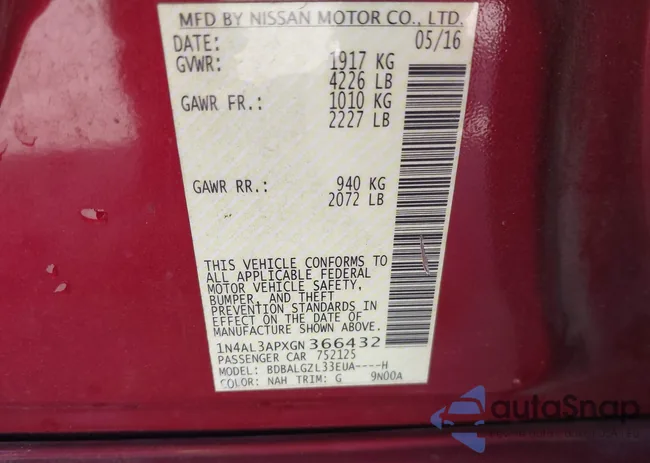 MFD BY NISSAN MOTOR CO., LTD.
DATE: 05/16
GVWR: 1917 KG
4226 LB
GAWR FR.: 1010 KG
2227 LB
GAWR RR.: 940 KG
2072 LB
THIS VEHICLE CONFORMS TO
ALL APPLICABLE FEDERAL
MOTOR VEHICLE SAFETY,
BUMPER, AND THEFT
PREVENTION STANDARDS IN
EFFECT ON THE DATE OF
MANUFACTURE SHOWN ABOVE.
1N4AL3APXGN366432
PASSENGER CAR 752125
MODEL: BDBALGZL33EUA----H
COLOR: NAH TRIM: G 9N00A
autoSnap